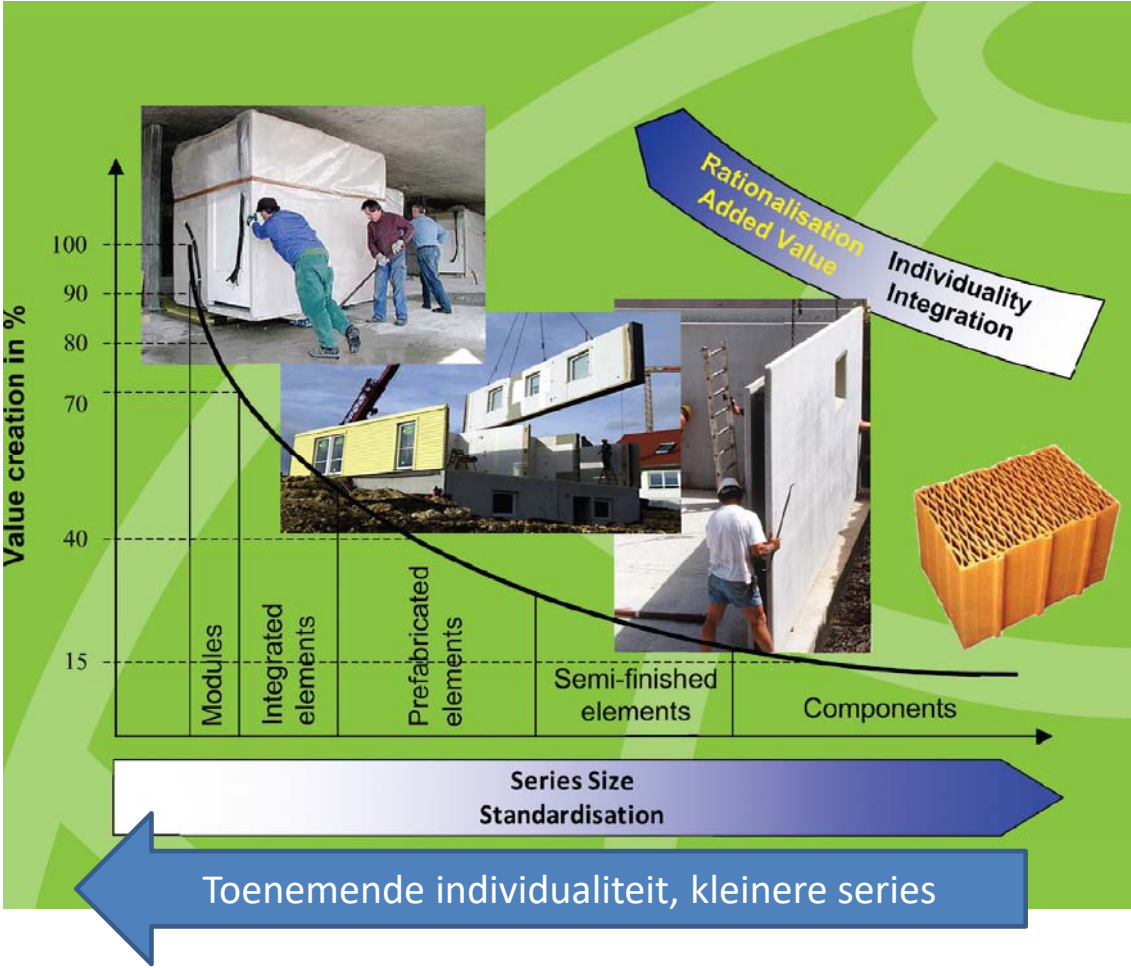 Rationalisation
Added Value
Individuality
Integration
Value creation in %
100
90
80
70
40
15
Modules
Integrated
elements
Prefabricated
elements
Semi-finished
elements
Components
Series Size
Standardisation
Toenemende individualiteit, kleinere series